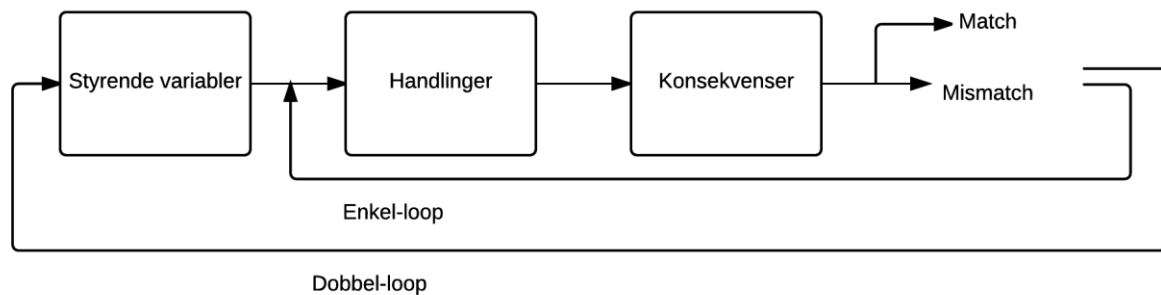 Styrende variabler
Handlinger
Konsekvenser
Match
Mismatch
Enkel-loop
Dobbel-loop